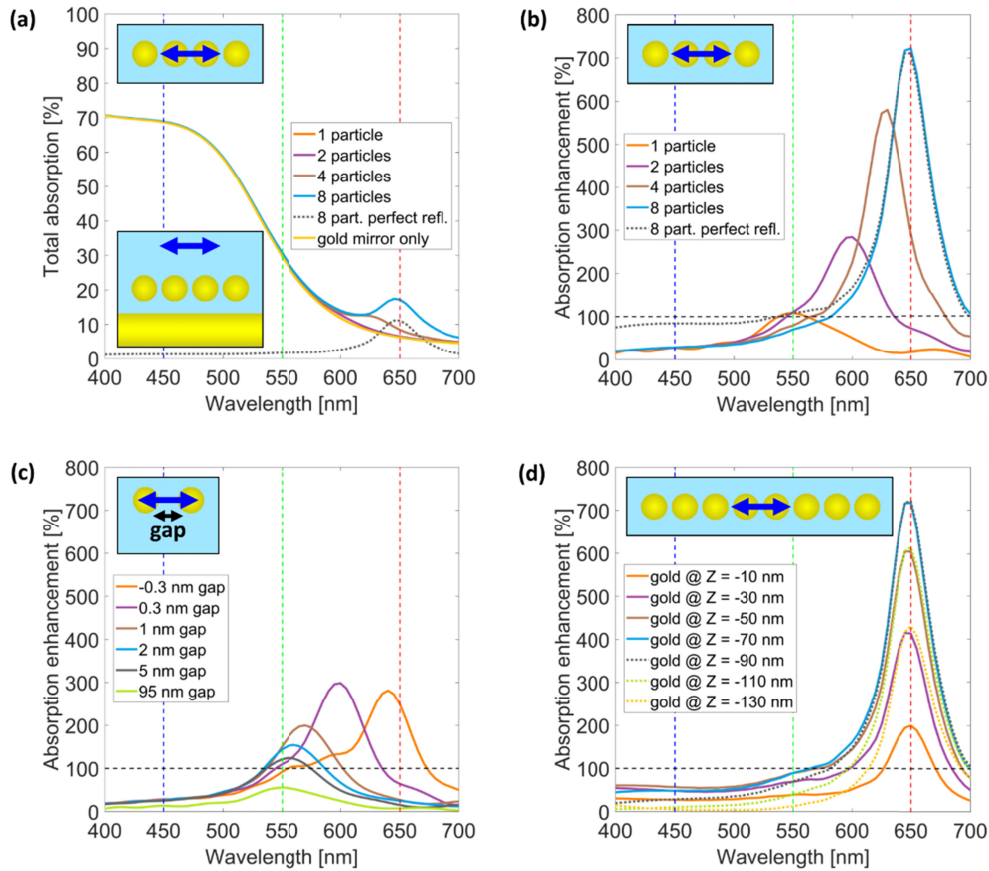 (a)
Total absorption [%]
100
90
80
70
60
50
40
30
20
10
0
1 particle
2 particles
4 particles
8 particles
8 part. perfect refl.
gold mirror only
400 450 500 550 600 650 700
Wavelength [nm]
(b)
Absorption enhancement [%]
800
700
600
500
400
300
200
100
0
1 particle
2 particles
4 particles
8 particles
8 part. perfect refl.
400 450 500 550 600 650 700
Wavelength [nm]
(c)
Absorption enhancement [%]
800
700
600
500
400
300
200
100
0
gap
-0.3 nm gap
0.3 nm gap
1 nm gap
2 nm gap
5 nm gap
95 nm gap
400 450 500 550 600 650 700
Wavelength [nm]
(d)
Absorption enhancement [%]
800
700
600
500
400
300
200
100
0
gold @ Z = -10 nm
gold @ Z = -30 nm
gold @ Z = -50 nm
gold @ Z = -70 nm
gold @ Z = -90 nm
gold @ Z = -110 nm
gold @ Z = -130 nm
400 450 500 550 600 650 700
Wavelength [nm]